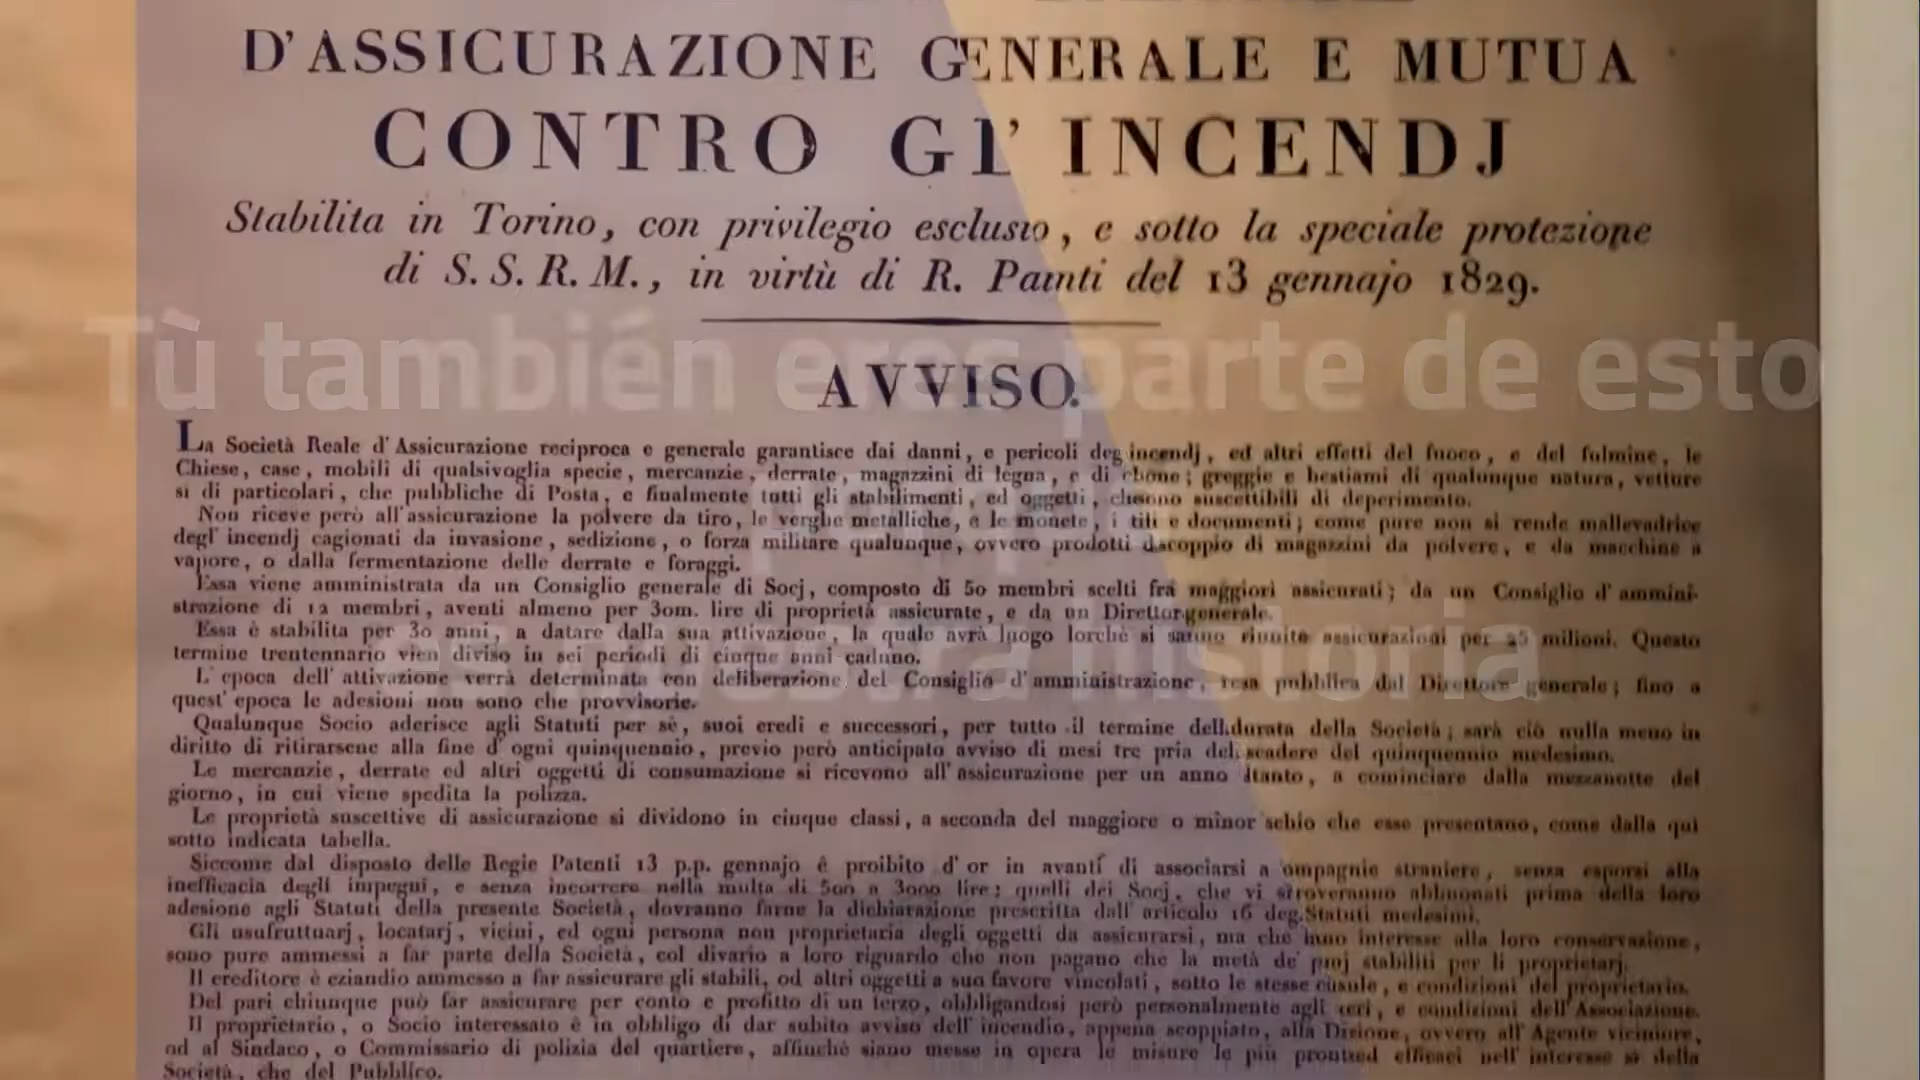 D'ASSICURAZIONE GENERALE E MUTUA
CONTRO GL' INCENDJ
Stabilita in Torino, con privilegio esclusio, e sotto la speciale protezione
di S. S. R. M., in virtù di R. Patnti del 13 gennajo 1829.
Tù también eres parte de esto
AVVISO.
La Società Reale d'Assicurazione reciproca e generale garantisce dai danni, e pericoli deg incendj, ed altri effetti del fuoco, e del fulmine, le
Chiese, case, mobili di qualsivoglia specie, mercanzie, derrate, magazzini di legna, e di cbone; greggie e bestiami di qualunque natura, vetture
sì di particolari, che pubbliche di Posta, e finalmente tutti gli stabilimenti, ed oggetti, suscettibili di deperimento.
Non riceve però all'assicurazione la polvere da tiro, le verghe metalliche, e le monete, i tili e documenti; come pure non si rende mallevadrice
degl' incendj cagionati da invasione, sedizione, o forza militare qualunque, ovvero prodotti dscoppio di magazzini da polvere, e da macchine a
vapore, o dalla fermentazione delle derrate e foraggi.
Essa viene amministrata da un Consiglio generale di Socj, composto di 50 membri scelti fra maggiori assicurati; da un Consiglio d'ammini-
strazione di 12 membri, aventi almeno per 30m. lire di proprietà assicurate, e da un Direttor generale.
Essa è stabilita per 30 anni, a datare dalla sua attivazione, la quale avrà luogo lorchè si riunite assicurazioni per 25 milioni. Questo
termine trentennario vien diviso in sei periodi di cinque anni caduno.
historia
L'epoca dell'attivazione verrà determinata con deliberazione del Consiglio d'amministrazione, resa pubblica dal Direttore generale; fino a
quest'epoca le adesioni non sono che provvisorie.
Qualunque Socio aderisce agli Statuti per sè, suoi eredi e successori, per tutto il termine dell durata della Società; sarà ciò nulla meno in
diritto di ritirarsene alla fine d'ogni quinquennio, previo però anticipato avviso di mesi tre pria del scadere del quinquennio medesimo.
Le mercanzie, derrate ed altri oggetti di consumazione si ricevono all'assicurazione per un anno ltanto, a cominciare dalla mezzanotte del
giorno, in cui viene spedita la polizza.
Le proprietà suscettive di assicurazione si dividono in cinque classi, a seconda del maggiore o minor schio che esse presentano, come dalla qui
sotto indicata tabella.
Siccome dal disposto delle Regie Patenti 13 p.p. gennajo è proibito d'or in avanti di associarsi a ompagnie straniere, senza esporsi alla
inefficacia degli impegni, e senza incorrere nella multa di 500 a 3000 lire; quelli dei Socj, che vi troveranno abbuonati prima della loro
adesione agli Statuti della presente Società, dovranno farne la dichiarazione prescritta dall'articolo 16 deg Statuti medesimi.
Gli usufruttuarj, locatarj, vicini, ed ogni persona non proprietaria degli oggetti da assicurarsi, ma che interesse alla loro conservazione,
sono pure ammessi a far parte della Società, col divario a loro riguardo che non pagano che la metà de' stabiliti per li proprietarj.
Il creditore è eziandio ammesso a far assicurare gli stabili, od altri oggetti a suo favore vincolati, sotto le stesse , e condizioni del proprietario.
Del pari chiunque può far assicurare per conto e profitto di un terzo, obbligandosi però personalmente agli , e condizioni dell'Associazione.
Il proprietario, o Socio interessato è in obbligo di dar subito avviso dell'incendio, appena scoppiato, alla , ovvero all'Agente viciniore,
od al Sindaco, o Commissario di polizia del quartiere, affinchè siano messe in opera le misure le più efficaci nell'interesse sì della
Società, che del Pubblico.